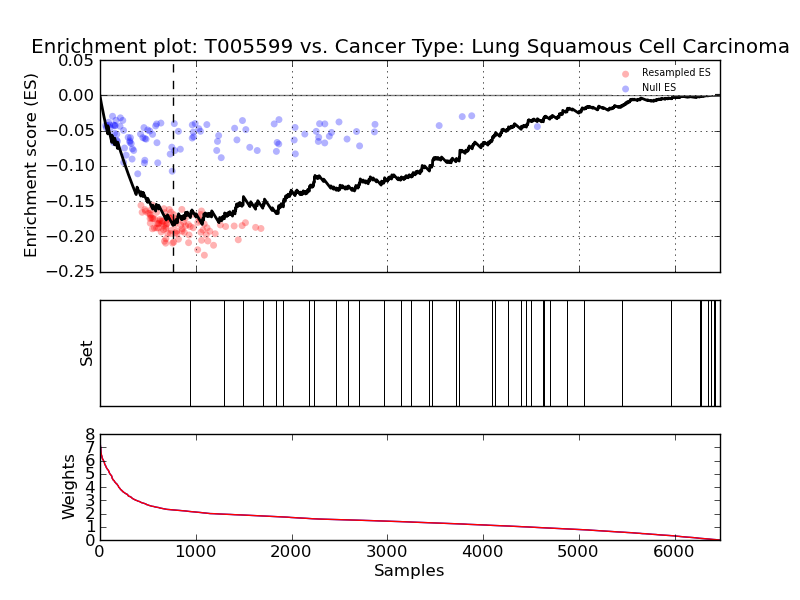 Enrichment plot: T005599 vs. Cancer Type: Lung Squamous Cell Carcinoma
0.05
0.00
−0.05
−0.10
−0.15
−0.20
−0.25
Enrichment score (ES)
Resampled ES
Null ES
Set
8
7
6
5
4
3
2
1
0
Weights
0 1000 2000 3000 4000 5000 6000
Samples